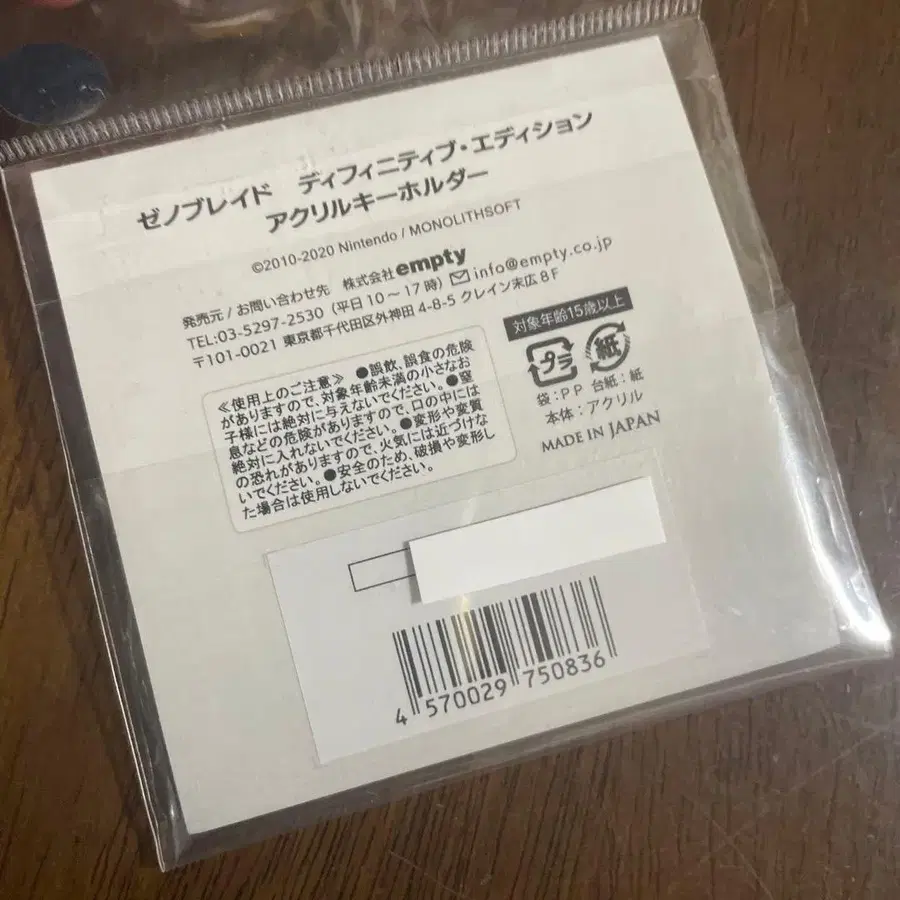 ゼノブレイド　ディフィニティブ・エディション
アクリルキーホルダー
©2010-2020 Nintendo / MONOLITHSOFT
発売元 / お問い合わせ先　株式会社empty
TEL:03-5297-2530 (平日 10～17時) info@empty.co.jp
〒101-0021 東京都千代田区外神田 4-8-5 クレイン末広 8F
≪使用上のご注意≫ ●誤飲、誤食の危険
がありますので、対象年齢未満の小さなお
子様には絶対に与えないでください。●窒
息などの危険がありますので、口の中には
絶対に入れないでください。●変形や変質
の恐れがありますので、火気には近づけな
いでください。●安全のため、破損や変形し
た場合は使用しないでください。
対象年齢15歳以上
プラ 紙
袋：PP 台紙：紙
本体：アクリル
MADE IN JAPAN
4 570029 750836